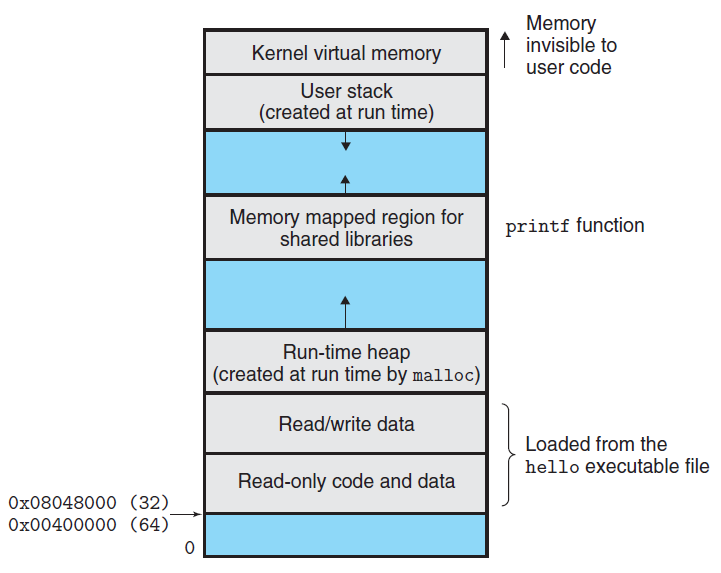 Memory
invisible to
user code
Kernel virtual memory
User stack
(created at run time)
Memory mapped region for
shared libraries
printf function
Run-time heap
(created at run time by malloc)
Read/write data
Loaded from the
hello executable file
Read-only code and data
0x08048000 (32)
0x00400000 (64)
0